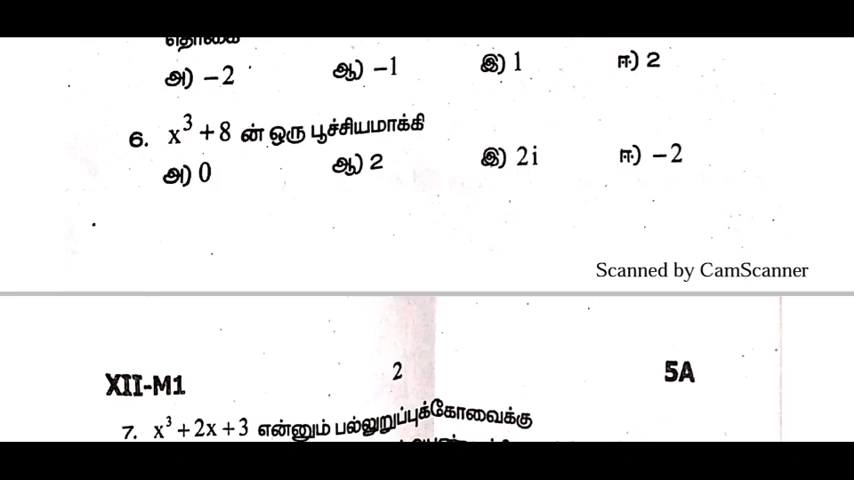 தொகை
அ) −2 ஆ) −1 இ) 1 ஈ) 2
6. x³ + 8 ன் ஒரு பூச்சியமாக்கி
அ) 0 ஆ) 2 இ) 2i ஈ) −2
Scanned by CamScanner
XII-M1 2 5A
7. x³ + 2x + 3 என்னும் பல்லுறுப்புக்கோவைக்கு